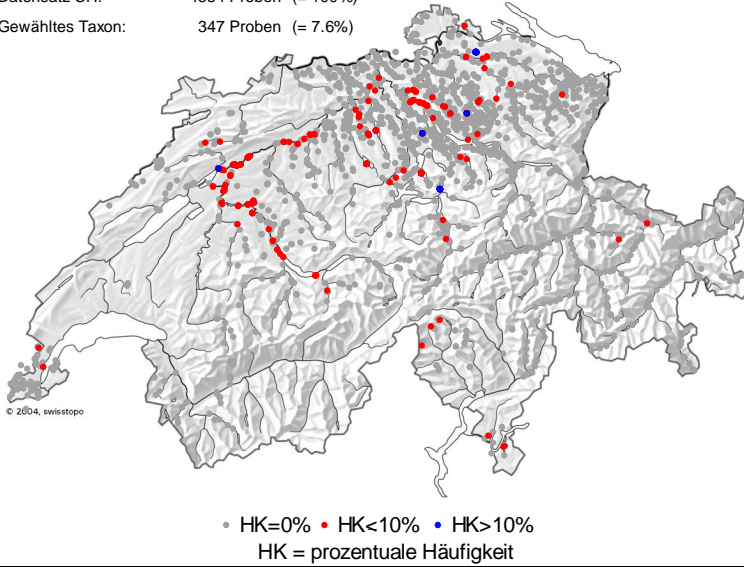 Gewähltes Taxon: 347 Proben (= 7.6%)
© 2004, swisstopo
HK=0% HK<10% HK>10%
HK = prozentuale Häufigkeit